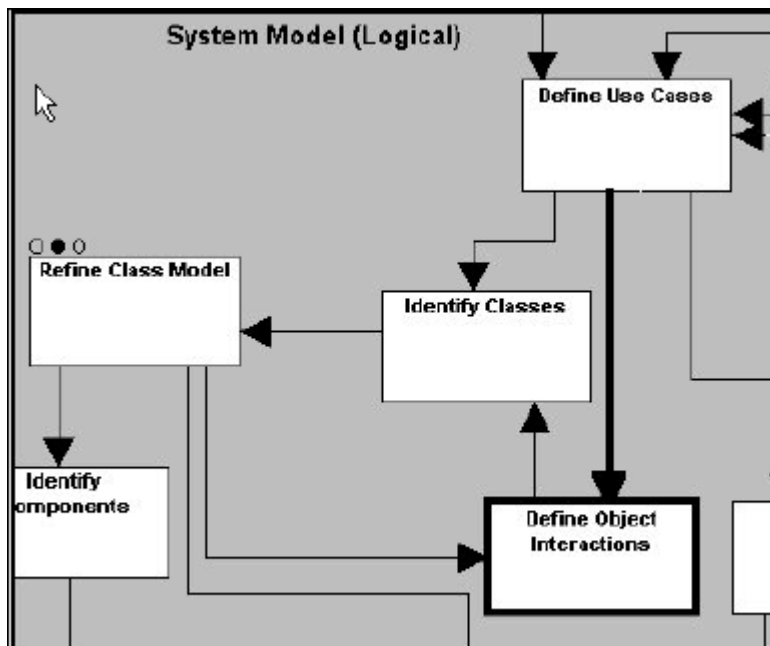 System Model (Logical)
Define Use Cases
Refine Class Model
Identify Classes
Identify
omponents
Define Object
Interactions